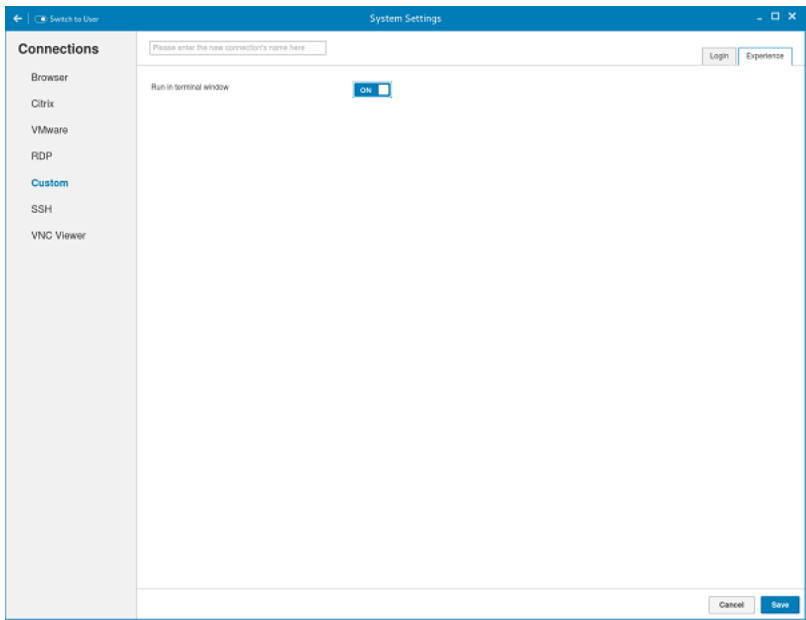 Switch to User
System Settings
Connections
Please enter the new connection's name here
Login
Experience
Browser
Run in terminal window
ON
Citrix
VMware
RDP
Custom
SSH
VNC Viewer
Cancel
Save